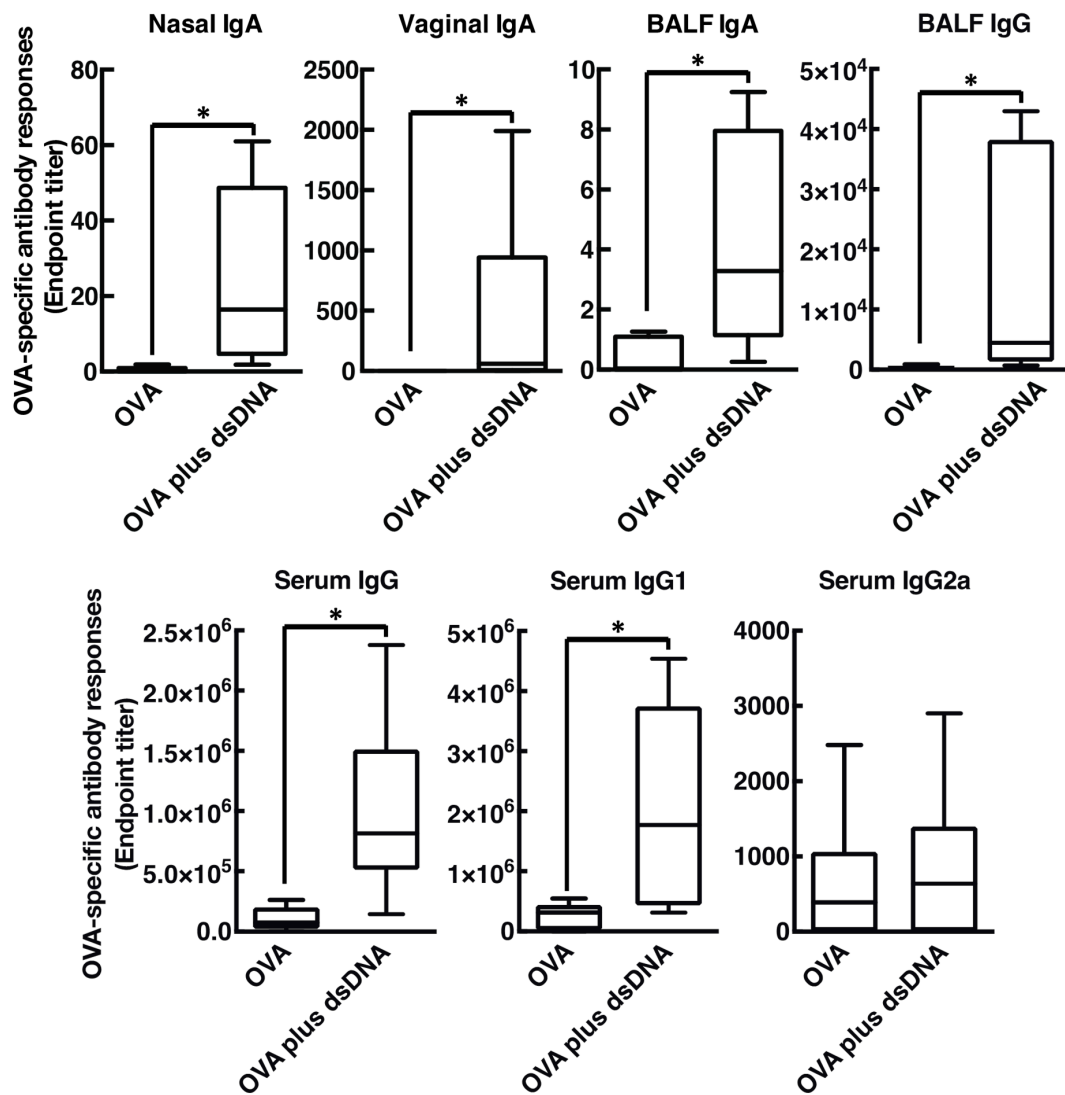 Nasal IgA
Vaginal IgA
BALF IgA
BALF IgG
OVA-specific antibody responses
(Endpoint titer)
80
60
40
20
0
2500
2000
1500
1000
500
0
10
8
6
4
2
0
5×10⁴
4×10⁴
3×10⁴
2×10⁴
1×10⁴
0
*
*
*
*
OVA
OVA plus dsDNA
OVA
OVA plus dsDNA
OVA
OVA plus dsDNA
OVA
OVA plus dsDNA
Serum IgG
Serum IgG1
Serum IgG2a
OVA-specific antibody responses
(Endpoint titer)
2.5×10⁶
2.0×10⁶
1.5×10⁶
1.0×10⁶
5.0×10⁵
0.0
5×10⁶
4×10⁶
3×10⁶
2×10⁶
1×10⁶
0
4000
3000
2000
1000
0
*
*
OVA
OVA plus dsDNA
OVA
OVA plus dsDNA
OVA
OVA plus dsDNA